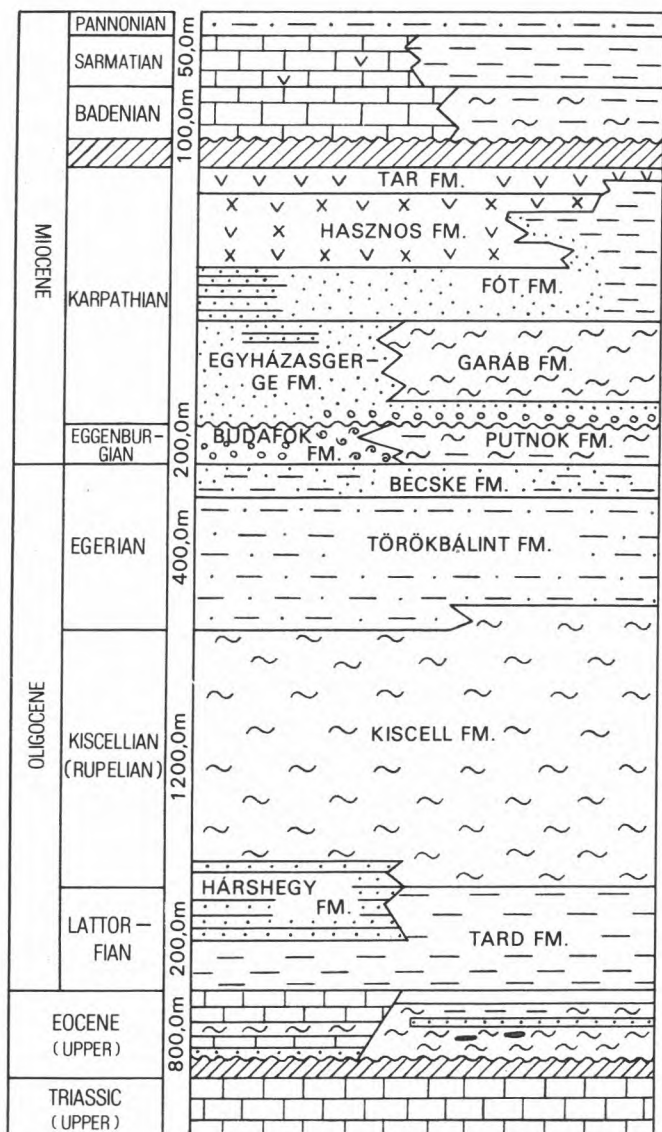 PANNONIAN
SARMATIAN
50,0m
BADENIAN
100,0m
MIOCENE
TAR FM.
HASZNOS FM.
KARPATHIAN
FÓT FM.
EGYHÁZASGER-
GE FM.
GARÁB FM.
EGGENBUR-
GIAN
200,0m
BUDAFOK
FM.
PUTNOK FM.
BECSKE FM.
EGERIAN
400,0m
TÖRÖKBÁLINT FM.
OLIGOCENE
KISCELLIAN
(RUPELIAN)
1200,0m
KISCELL FM.
HÁRSHEGY
FM.
LATTOR—
FIAN
200,0m
TARD FM.
EOCENE
(UPPER)
800,0m
TRIASSIC
(UPPER)